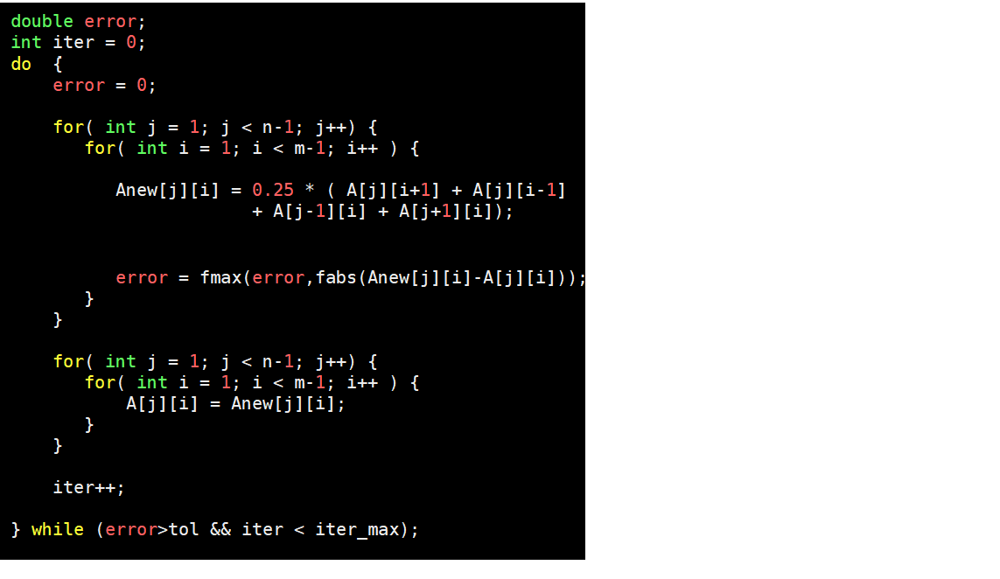 double error;
int iter = 0;
do  {
    error = 0;

    for( int j = 1; j < n-1; j++) {
       for( int i = 1; i < m-1; i++ ) {

          Anew[j][i] = 0.25 * ( A[j][i+1] + A[j][i-1]
                       + A[j-1][i] + A[j+1][i]);

          error = fmax(error,fabs(Anew[j][i]-A[j][i]));
       }
    }

    for( int j = 1; j < n-1; j++) {
       for( int i = 1; i < m-1; i++ ) {
           A[j][i] = Anew[j][i];
       }
    }

    iter++;

} while (error>tol && iter < iter_max);